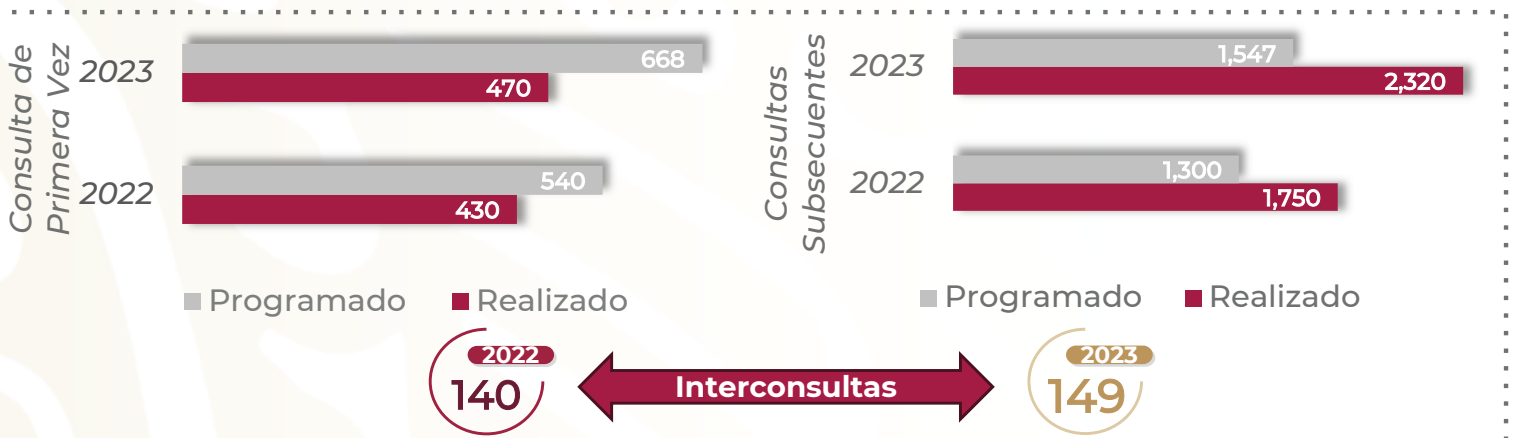 Consulta de
Primera Vez
2023
668
470
2022
540
430
Programado
Realizado
Consultas
Subsecuentes
2023
1,547
2,320
2022
1,300
1,750
Programado
Realizado
2022
140
Interconsultas
2023
149